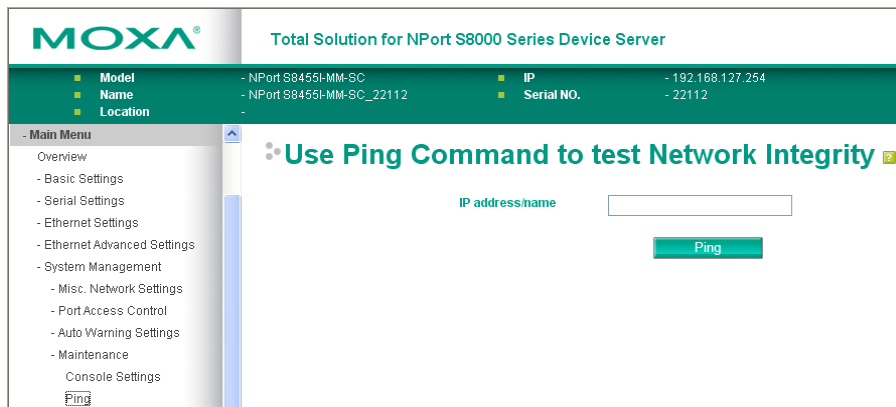 MOXA®
Total Solution for NPort S8000 Series Device Server
Model - NPort S8455I-MM-SC IP - 192.168.127.254
Name - NPort S8455I-MM-SC_22112 Serial NO. - 22112
Location -
- Main Menu
Overview
- Basic Settings
- Serial Settings
- Ethernet Settings
- Ethernet Advanced Settings
- System Management
- Misc. Network Settings
- Port Access Control
- Auto Warning Settings
- Maintenance
Console Settings
Ping
Use Ping Command to test Network Integrity ?
IP address/name
Ping